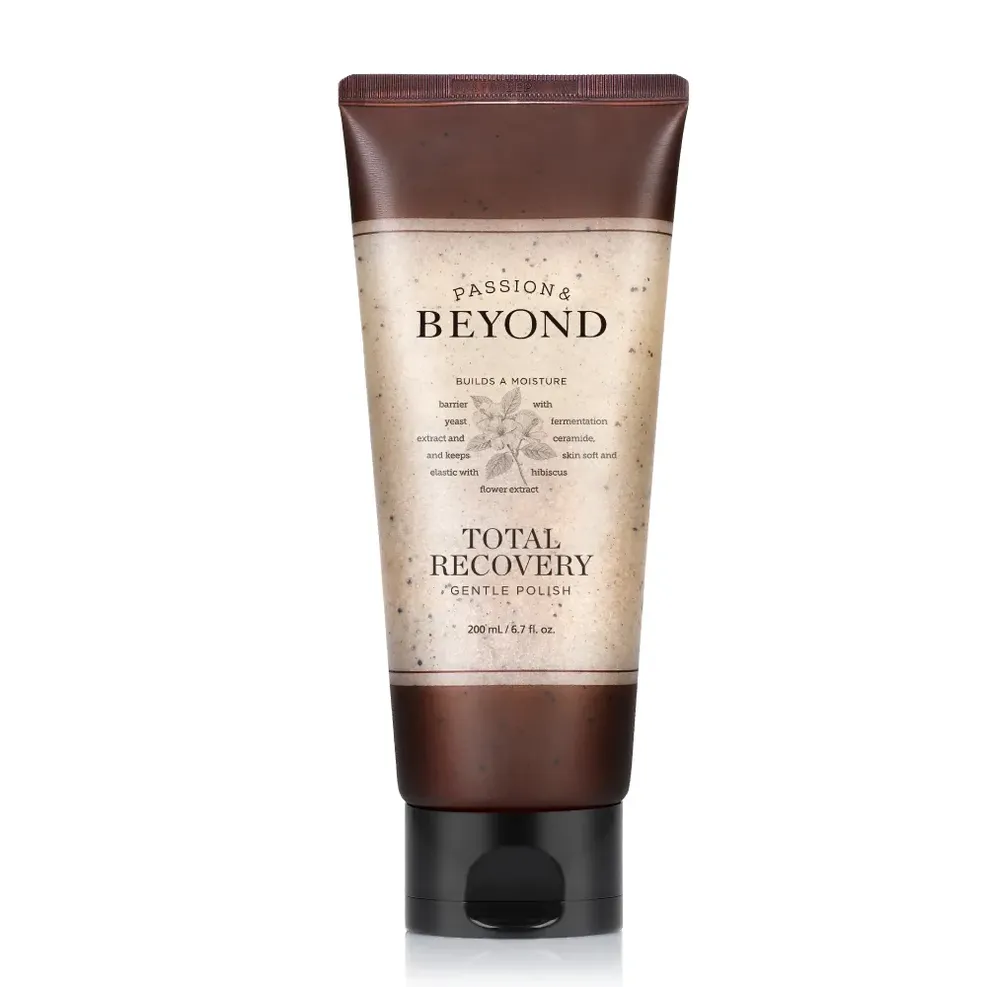 PASSION &
BEYOND
BUILDS A MOISTURE
barrier with
yeast fermentation
extract and ceramide,
and keeps skin soft and
elastic with hibiscus
flower extract
TOTAL
RECOVERY
GENTLE POLISH
200 mL / 6.7 fl. oz.